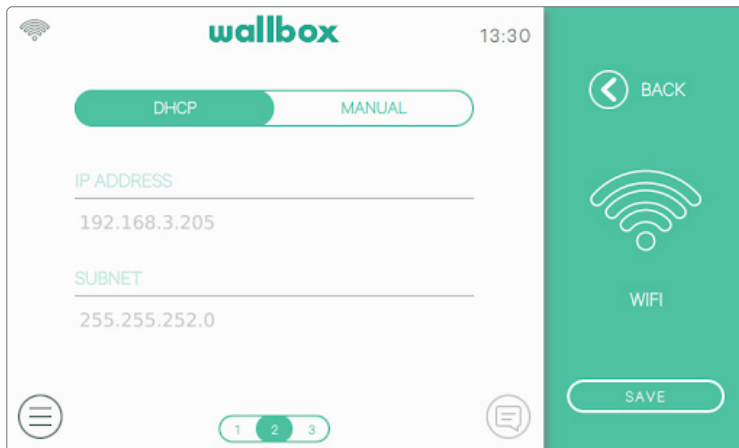 wallbox
13:30
DHCP MANUAL
IP ADDRESS
192.168.3.205
SUBNET
255.255.252.0
1 2 3
BACK
WIFI
SAVE